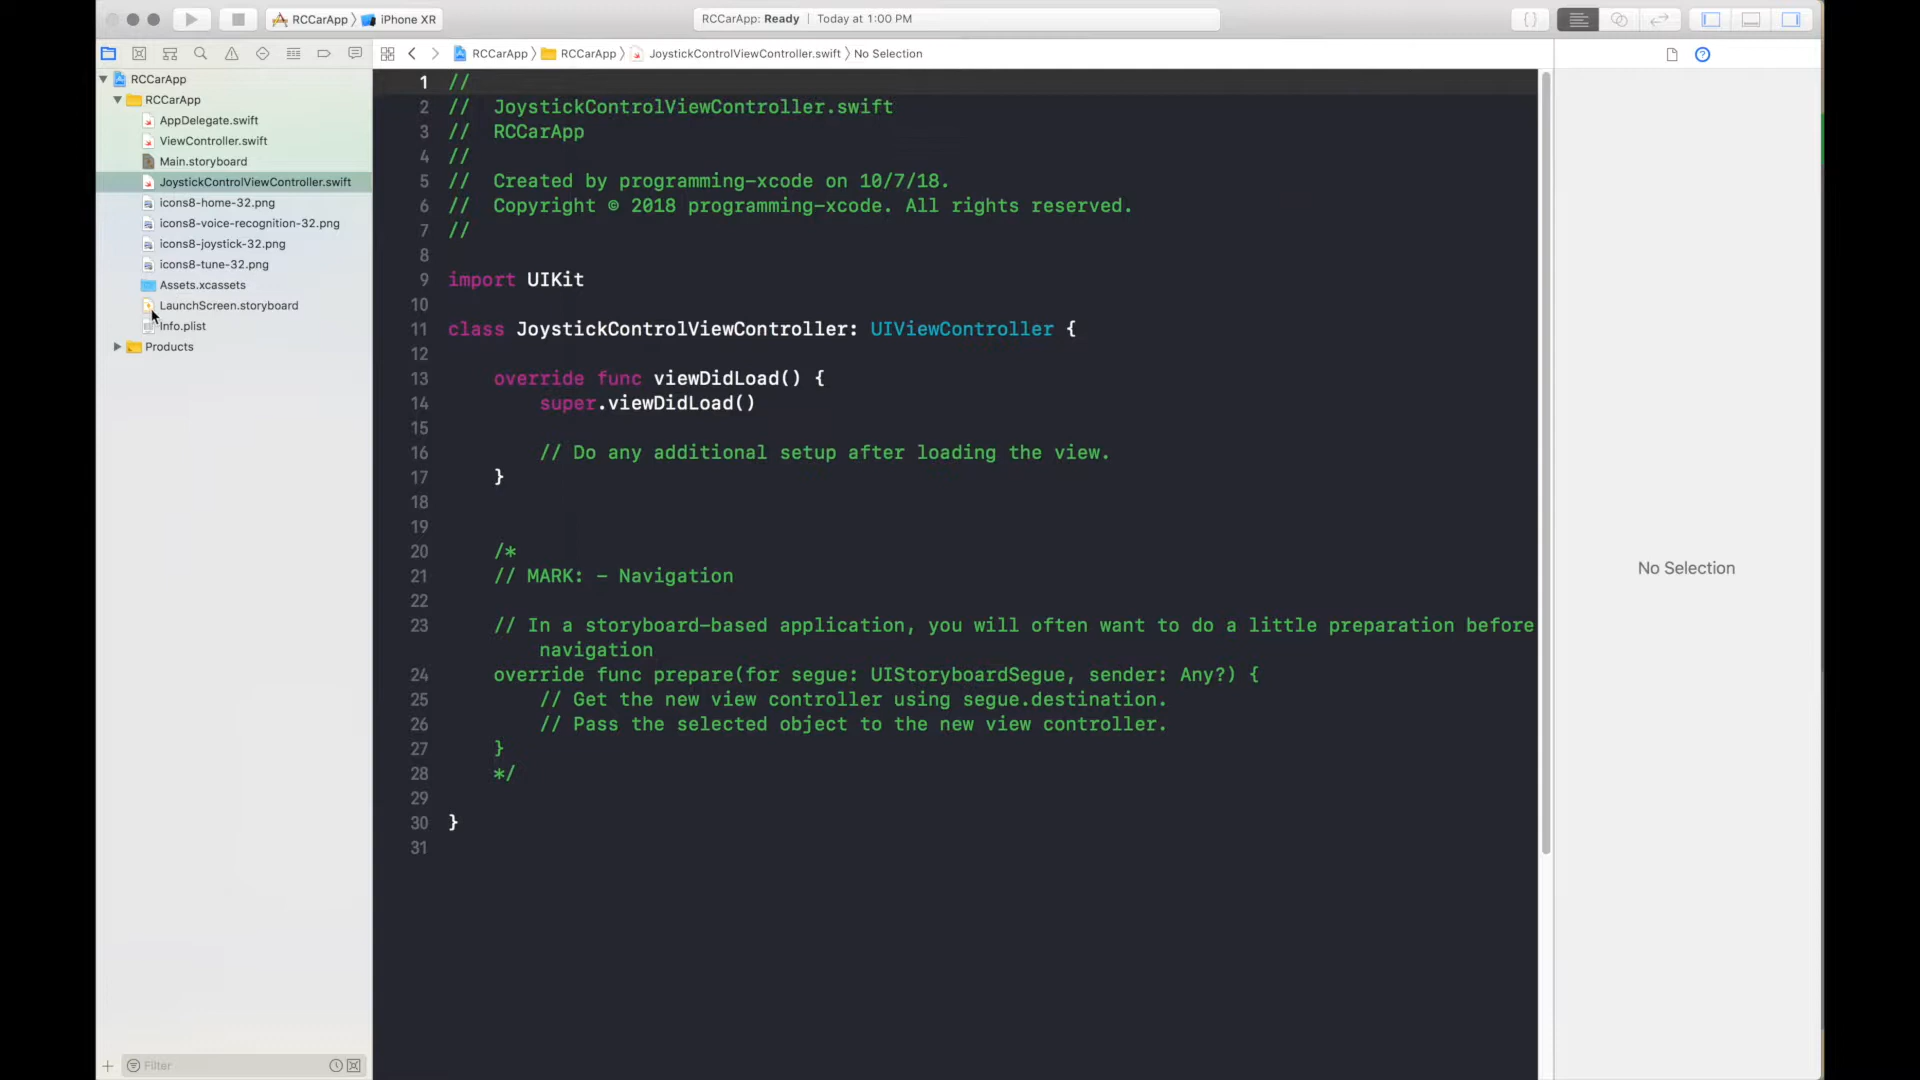 RCCarApp 〉 iPhone XR
RCCarApp: Ready | Today at 1:00 PM
RCCarApp 〉 RCCarApp 〉 JoystickControlViewController.swift 〉 No Selection
RCCarApp
RCCarApp
AppDelegate.swift
ViewController.swift
Main.storyboard
JoystickControlViewController.swift
icons8-home-32.png
icons8-voice-recognition-32.png
icons8-joystick-32.png
icons8-tune-32.png
Assets.xcassets
LaunchScreen.storyboard
Info.plist
Products
Filter
1 //
2 //  JoystickControlViewController.swift
3 //  RCCarApp
4 //
5 //  Created by programming-xcode on 10/7/18.
6 //  Copyright © 2018 programming-xcode. All rights reserved.
7 //
8
9 import UIKit
10
11 class JoystickControlViewController: UIViewController {
12
13     override func viewDidLoad() {
14         super.viewDidLoad()
15
16         // Do any additional setup after loading the view.
17     }
18
19
20     /*
21     // MARK: - Navigation
22
23     // In a storyboard-based application, you will often want to do a little preparation before
navigation
24     override func prepare(for segue: UIStoryboardSegue, sender: Any?) {
25         // Get the new view controller using segue.destination.
26         // Pass the selected object to the new view controller.
27     }
28     */
29
30 }
31
No Selection